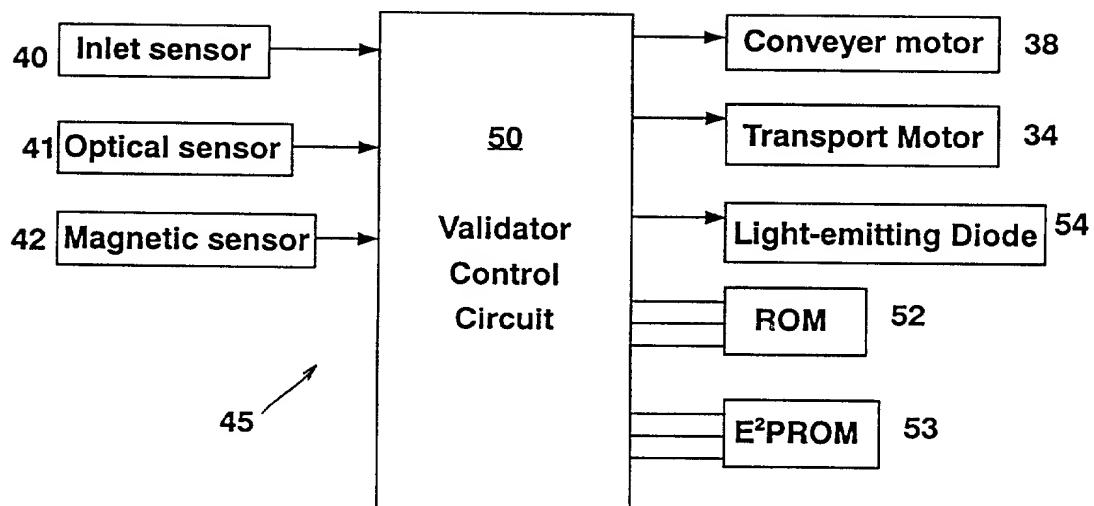 40 Inlet sensor
41 Optical sensor
42 Magnetic sensor
45
50
Validator
Control
Circuit
Conveyer motor 38
Transport Motor 34
Light-emitting Diode 54
ROM 52
E²PROM 53